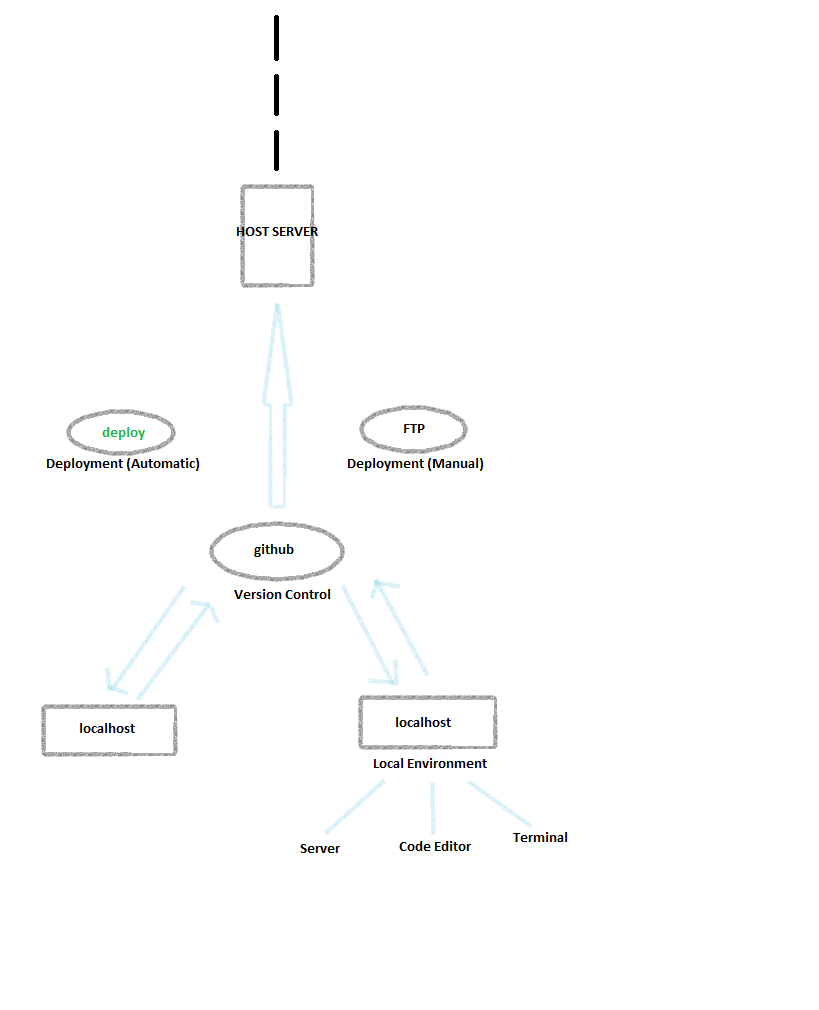 HOST SERVER
deploy
Deployment (Automatic)
FTP
Deployment (Manual)
github
Version Control
localhost
localhost
Local Environment
Server
Code Editor
Terminal